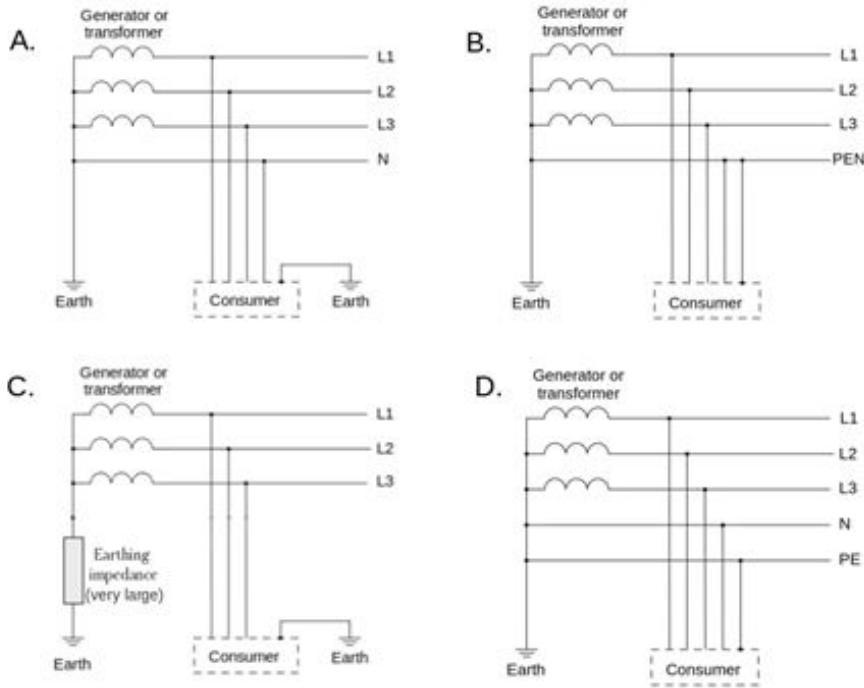 A.
Generator or
transformer
L1
L2
L3
N
Earth
Consumer
Earth
B.
Generator or
transformer
L1
L2
L3
PEN
Earth
Consumer
C.
Generator or
transformer
L1
L2
L3
Earthing
impedance
(very large)
Earth
Consumer
Earth
D.
Generator or
transformer
L1
L2
L3
N
PE
Earth
Consumer